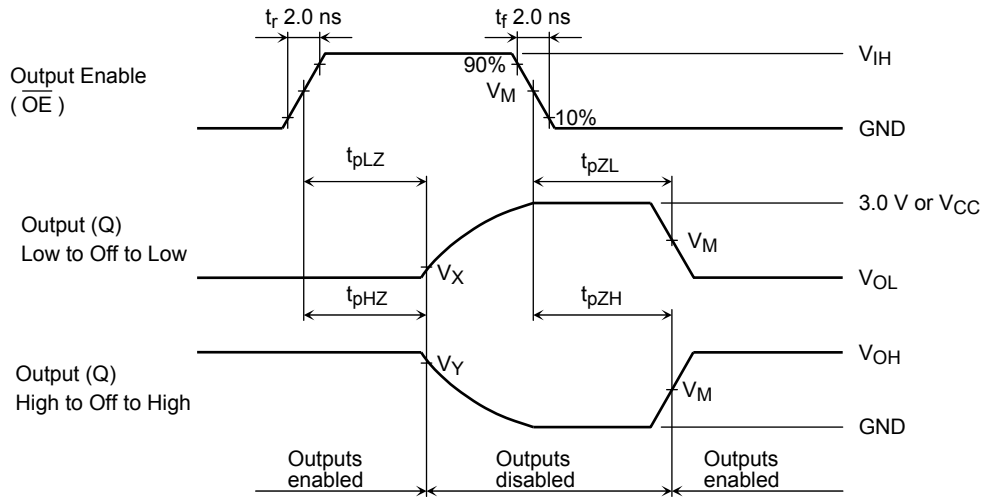 tr 2.0 ns
tf 2.0 ns
Output Enable
( OE )
90%
VM
10%
VIH
GND
tpLZ
tpZL
Output (Q)
Low to Off to Low
VX
VM
3.0 V or VCC
VOL
tpHZ
tpZH
Output (Q)
High to Off to High
VY
VM
VOH
GND
Outputs
enabled
Outputs
disabled
Outputs
enabled